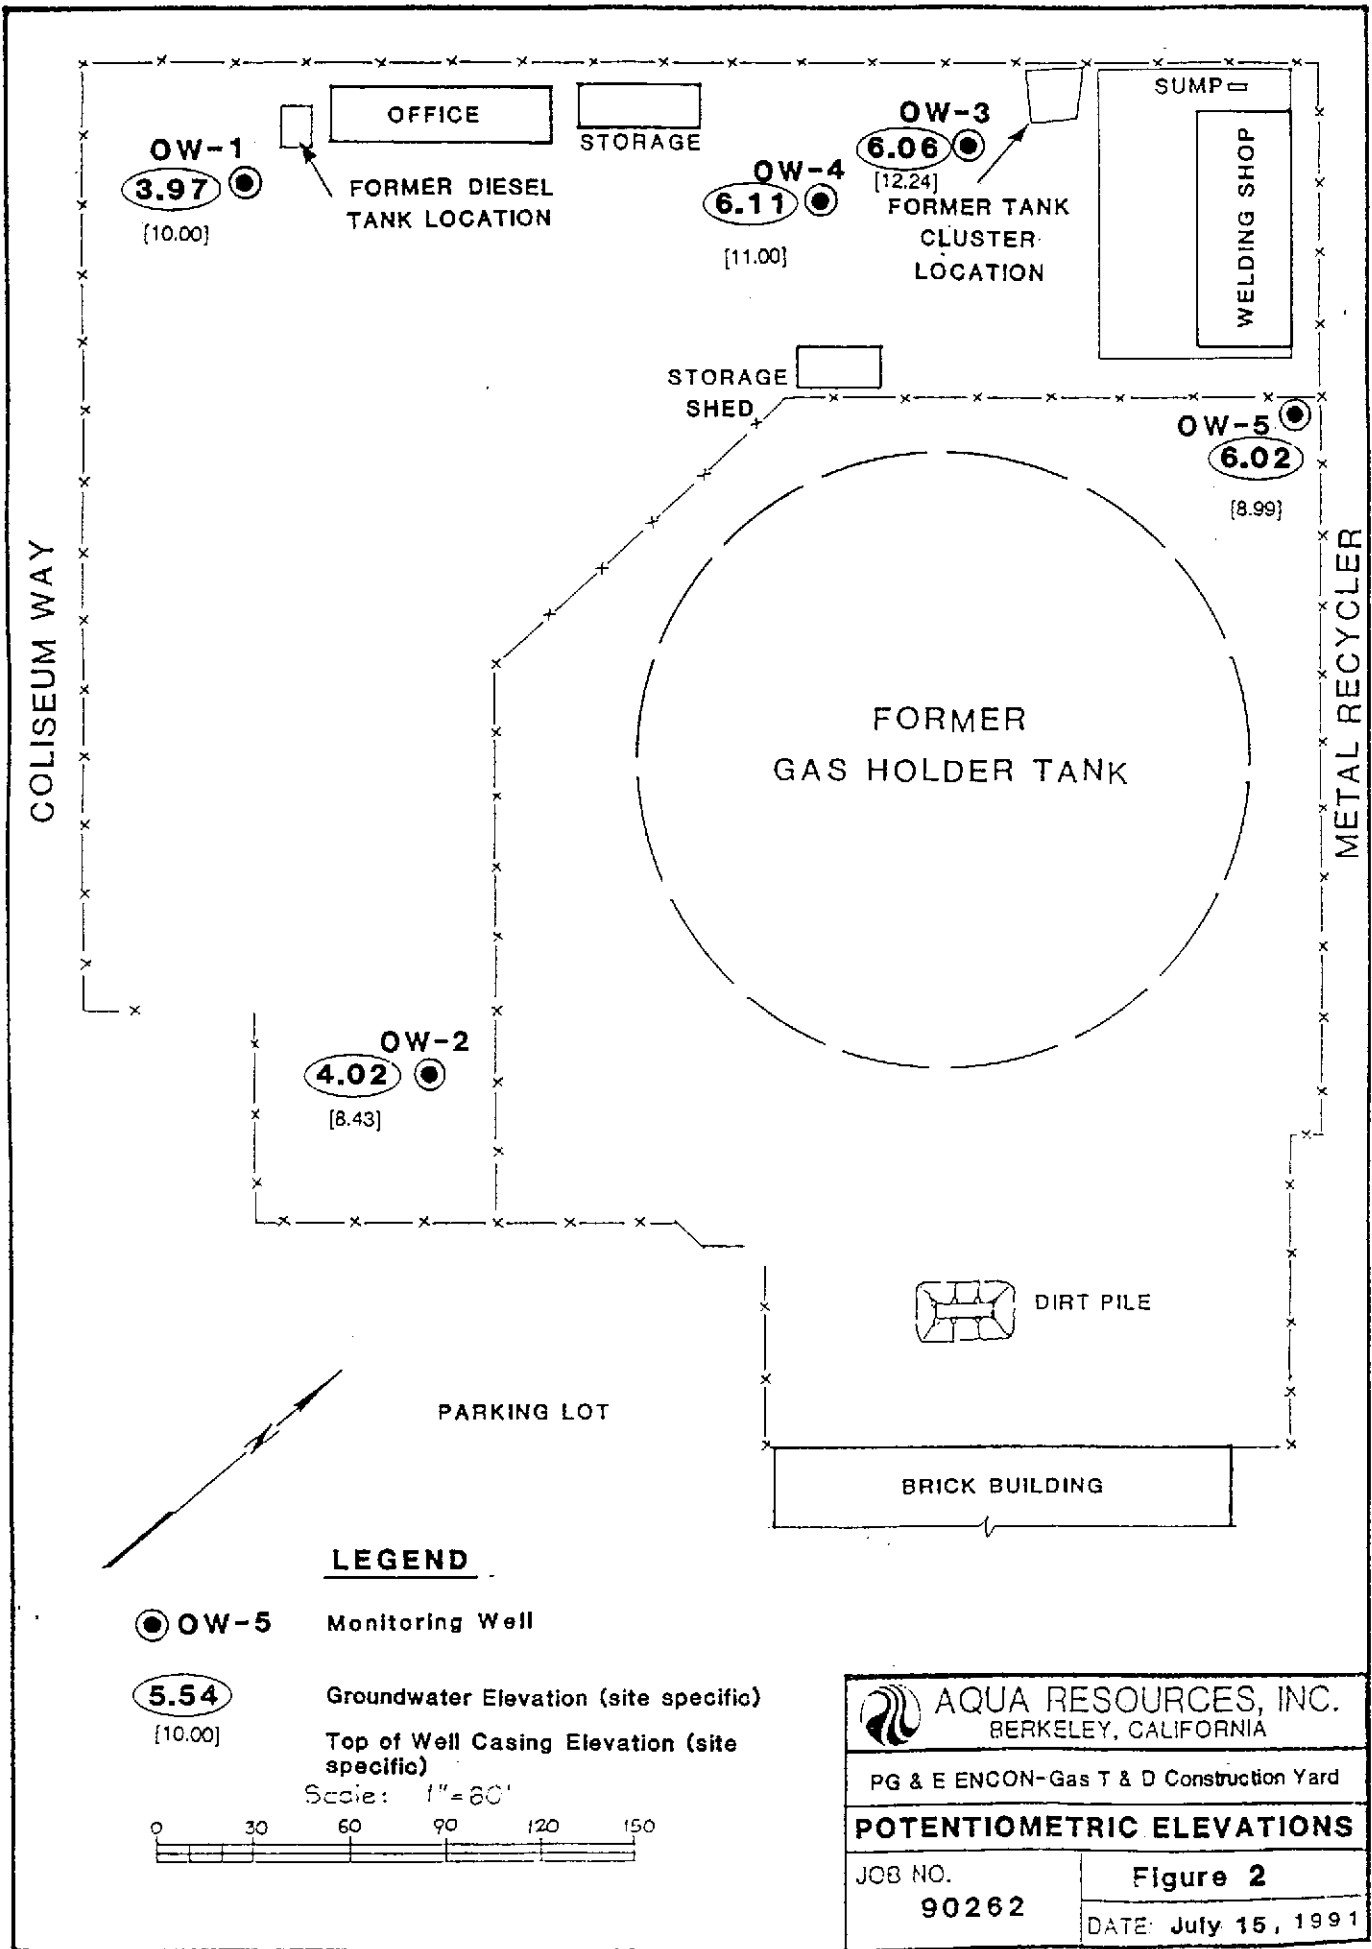 SUMP
OFFICE
STORAGE
OW-1
3.97
[10.00]
FORMER DIESEL
TANK LOCATION
OW-4
6.11
[11.00]
OW-3
6.06
[12.24]
FORMER TANK
CLUSTER
LOCATION
WELDING SHOP
STORAGE
SHED
OW-5
6.02
[8.99]
COLISEUM WAY
METAL RECYCLER
FORMER
GAS HOLDER TANK
OW-2
4.02
[8.43]
DIRT PILE
PARKING LOT
BRICK BUILDING
LEGEND
OW-5 Monitoring Well
5.54 Groundwater Elevation (site specific)
[10.00] Top of Well Casing Elevation (site
specific)
Scale:
0 30 60 90 120 150
AQUA RESOURCES, INC.
BERKELEY, CALIFORNIA
PG & E ENCON-Gas T & D Construction Yard
POTENTIOMETRIC ELEVATIONS
JOB NO.
90262
Figure 2
DATE: July 15, 1991